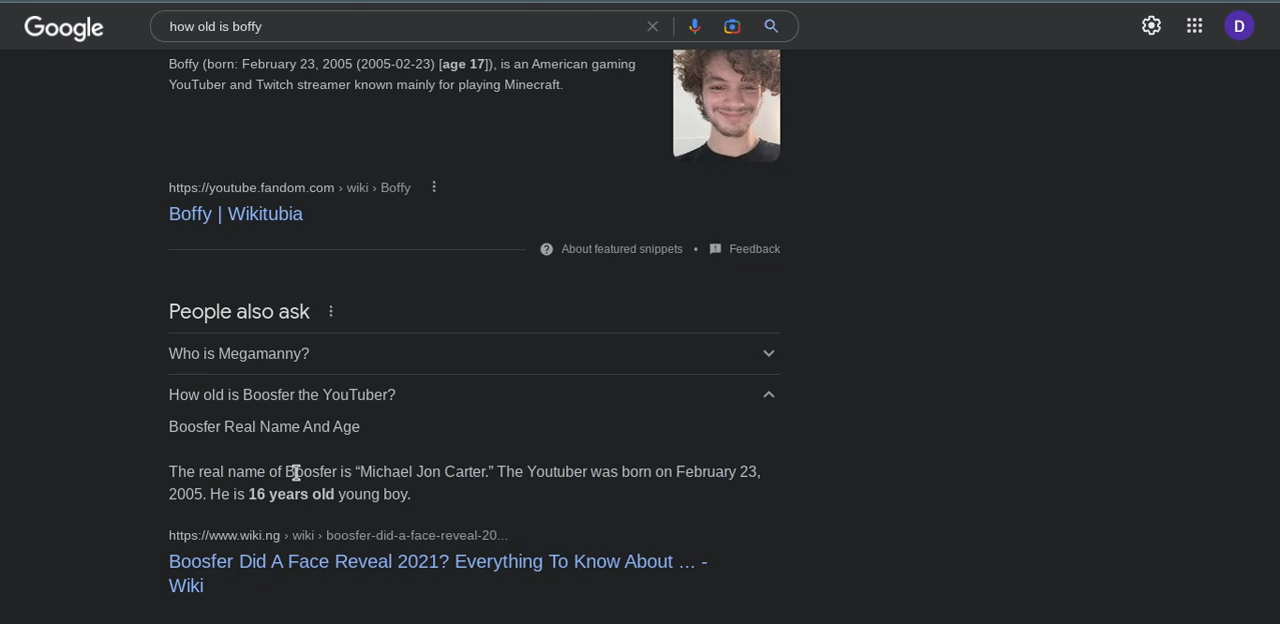 Google
how old is boffy
D
Boffy (born: February 23, 2005 (2005-02-23) [age 17]), is an American gaming
YouTuber and Twitch streamer known mainly for playing Minecraft.
https://youtube.fandom.com › wiki › Boffy
Boffy | Wikitubia
About featured snippets • Feedback
People also ask
Who is Megamanny?
How old is Boosfer the YouTuber?
Boosfer Real Name And Age
The real name of Boosfer is “Michael Jon Carter.” The Youtuber was born on February 23,
2005. He is 16 years old young boy.
https://www.wiki.ng › wiki › boosfer-did-a-face-reveal-20...
Boosfer Did A Face Reveal 2021? Everything To Know About ... -
Wiki